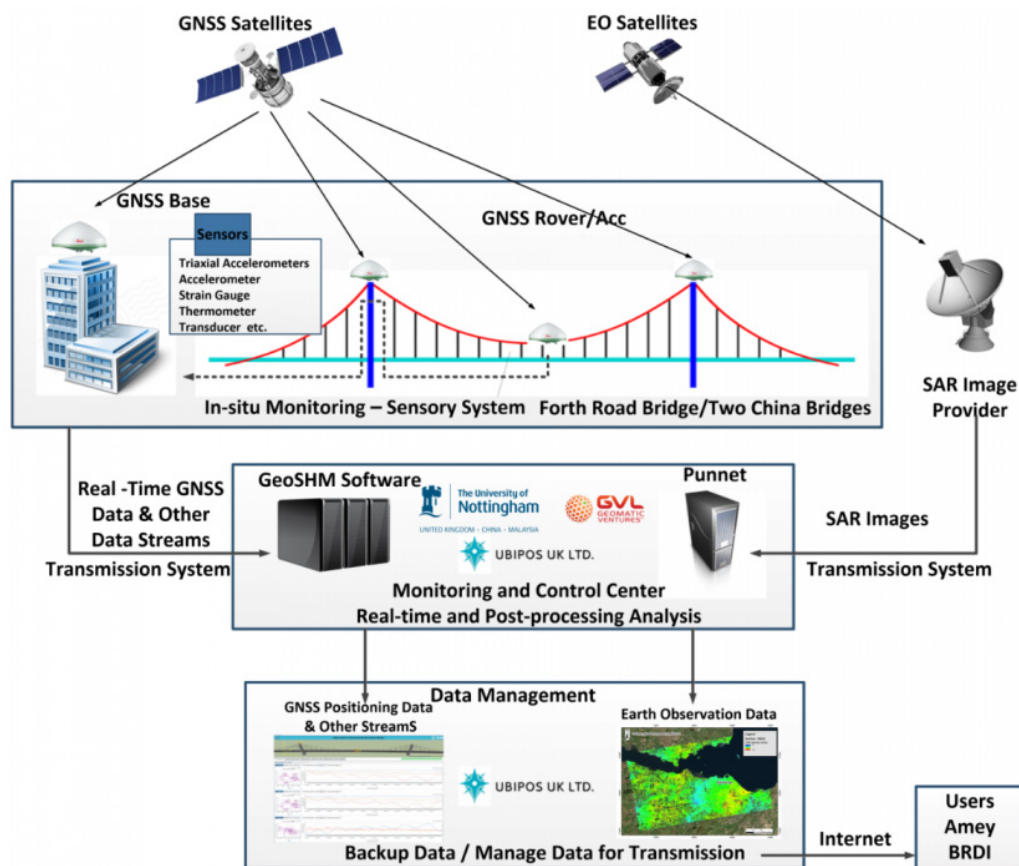 GNSS Satellites
EO Satellites
GNSS Base
Sensors
Triaxial Accelerometers
Accelerometer
Strain Gauge
Thermometer
Transducer etc.
GNSS Rover/Acc
In-situ Monitoring – Sensory System
Forth Road Bridge/Two China Bridges
SAR Image
Provider
Real -Time GNSS
Data & Other
Data Streams
Transmission System
GeoSHM Software
The University of
Nottingham
UNITED KINGDOM • CHINA • MALAYSIA
GVL
GEOMATIC
VENTURES
UBIPOS UK LTD.
Punnet
Monitoring and Control Center
Real-time and Post-processing Analysis
SAR Images
Transmission System
Data Management
GNSS Positioning Data
& Other StreamS
Earth Observation Data
UBIPOS UK LTD.
Backup Data / Manage Data for Transmission
Internet
Users
Amey
BRDI